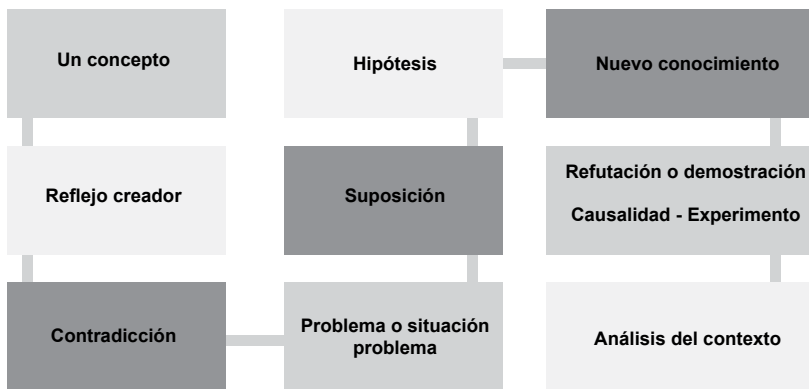 Un concepto
Reflejo creador
Contradicción
Problema o situación
problema
Suposición
Hipótesis
Nuevo conocimiento
Refutación o demostración
Causalidad - Experimento
Análisis del contexto